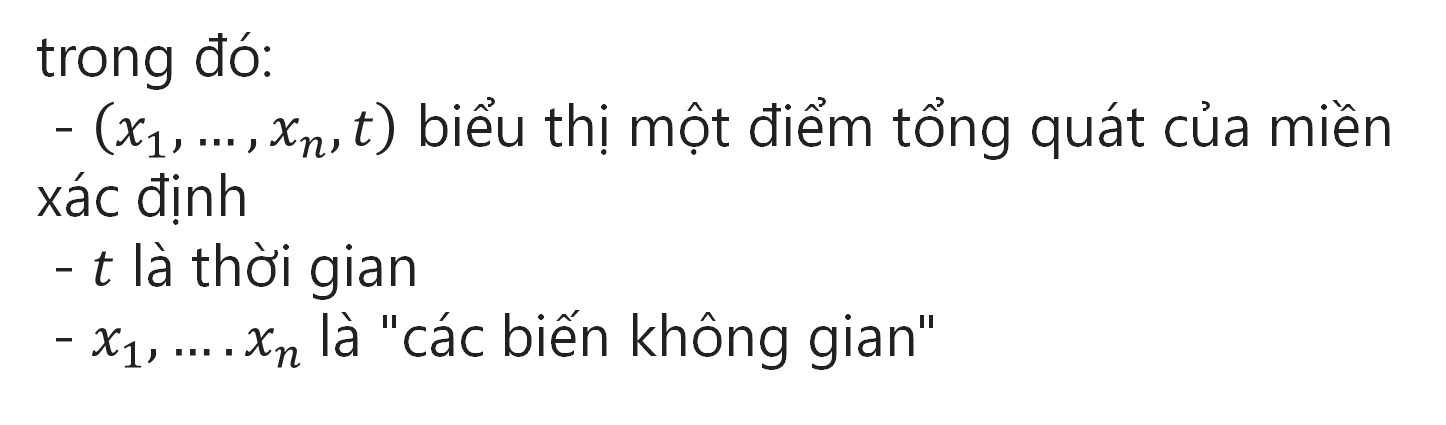 trong đó:
- (x₁, … , xₙ, t) biểu thị một điểm tổng quát của miền
xác định
- t là thời gian
- x₁, … . xₙ là "các biến không gian"